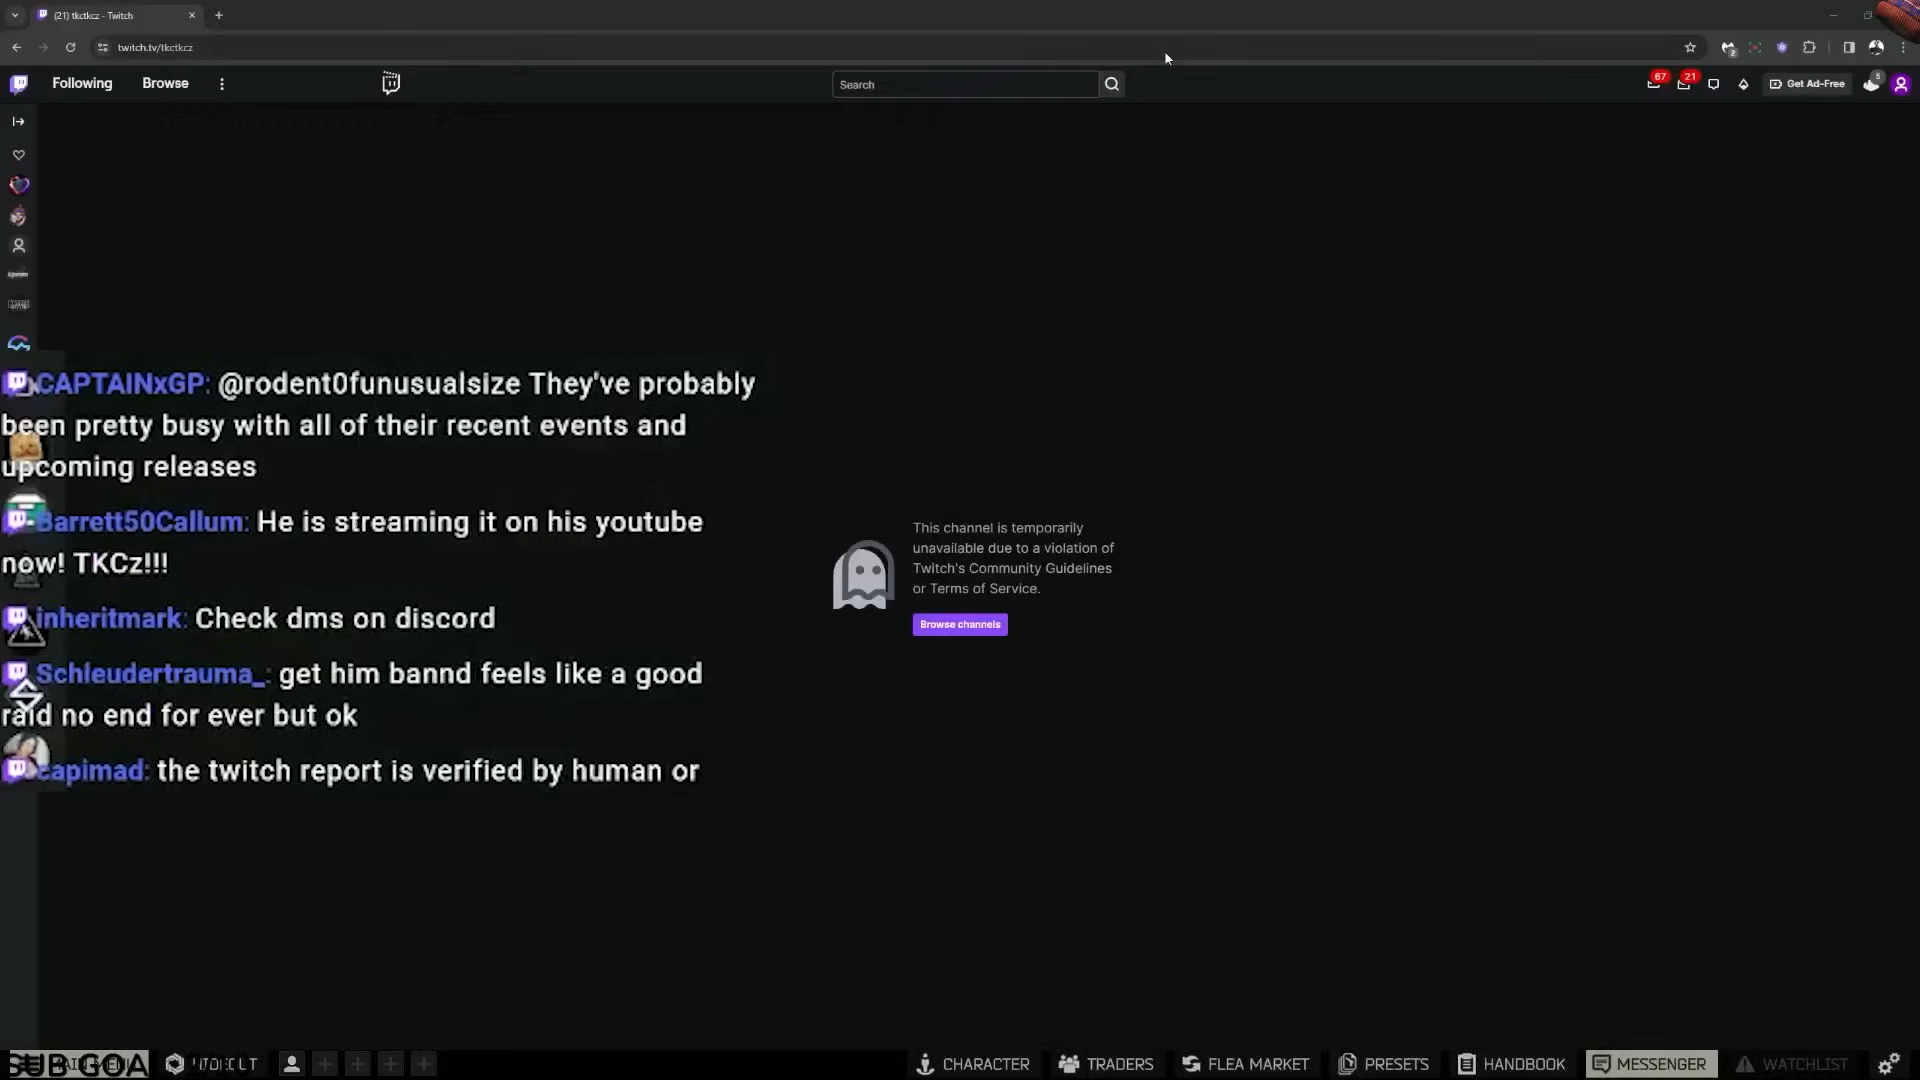 (21) tkctkcz - Twitch
twitch.tv/tkctkcz
2
Following
Browse
Search
67
21
Get Ad-Free
5
CAPTAINxGP: @rodent0funusualsize They've probably
been pretty busy with all of their recent events and
upcoming releases
Barrett50Callum: He is streaming it on his youtube
now! TKCz!!!
inheritmark: Check dms on discord
Schleudertrauma_: get him bannd feels like a good
raid no end for ever but ok
capimad: the twitch report is verified by human or
This channel is temporarily
unavailable due to a violation of
Twitch's Community Guidelines
or Terms of Service.
Browse channels
SUB GOA
CHARACTER
TRADERS
FLEA MARKET
PRESETS
HANDBOOK
MESSENGER
WATCHLIST